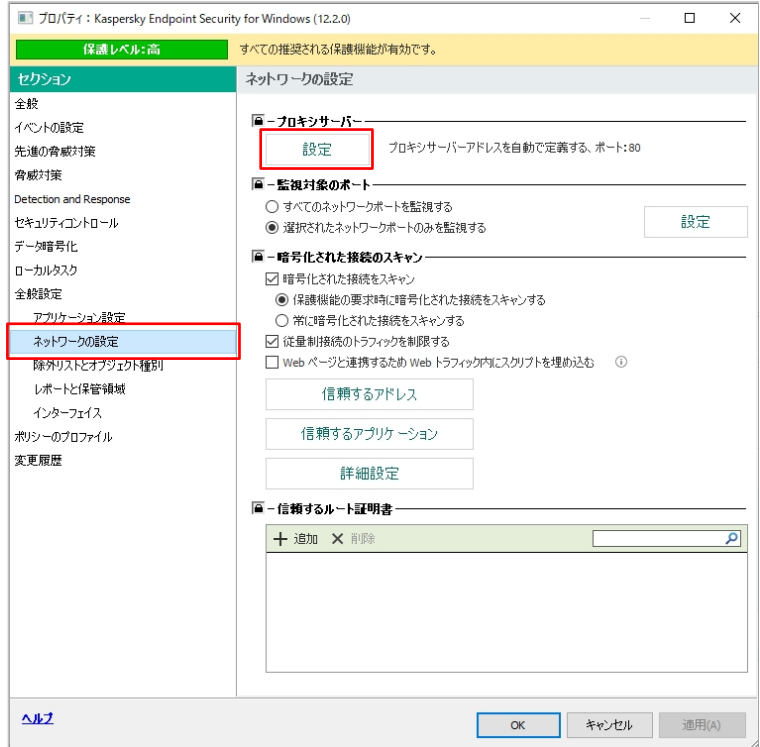 プロパティ：Kaspersky Endpoint Security for Windows (12.2.0)
保護レベル:高
すべての推奨される保護機能が有効です。
セクション
全般
イベントの設定
先進の脅威対策
脅威対策
Detection and Response
セキュリティコントロール
データ暗号化
ローカルタスク
全般設定
アプリケーション設定
ネットワークの設定
除外リストとオブジェクト種別
レポートと保管領域
インターフェイス
ポリシーのプロファイル
変更履歴
ネットワークの設定
プロキシサーバー
設定
プロキシサーバーアドレスを自動で定義する、ポート:80
監視対象のポート
すべてのネットワークポートを監視する
選択されたネットワークポートのみを監視する
設定
暗号化された接続のスキャン
暗号化された接続をスキャン
保護機能の要求時に暗号化された接続をスキャンする
常に暗号化された接続をスキャンする
従量制接続のトラフィックを制限する
Web ページと連携するため Web トラフィック内にスクリプトを埋め込む
信頼するアドレス
信頼するアプリケーション
詳細設定
信頼するルート証明書
追加 削除
ヘルプ
OK キャンセル 適用(A)